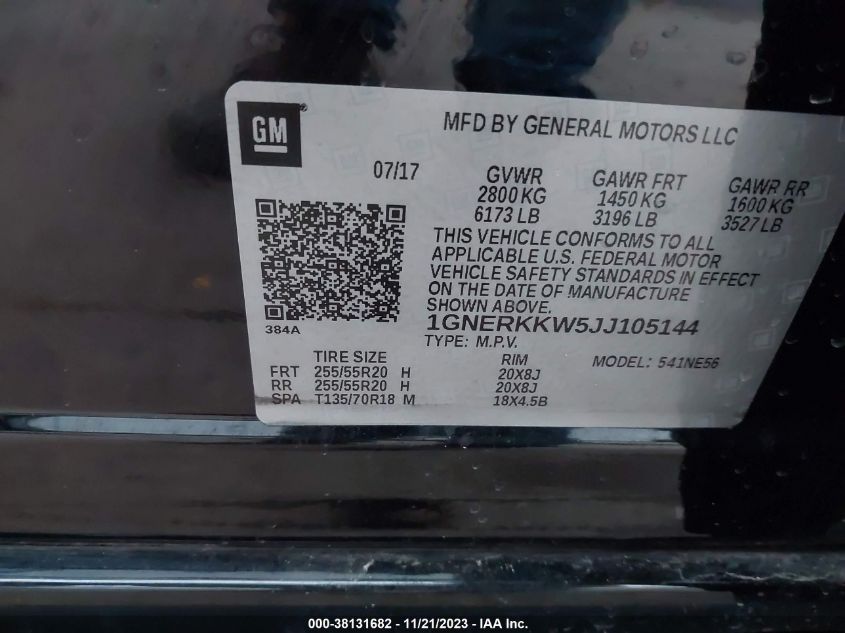 GM ®
MFD BY GENERAL MOTORS LLC
07/17
GVWR GAWR FRT GAWR RR
2800 KG 1450 KG 1600 KG
6173 LB 3196 LB 3527 LB
THIS VEHICLE CONFORMS TO ALL
APPLICABLE U.S. FEDERAL MOTOR
VEHICLE SAFETY STANDARDS IN EFFECT
ON THE DATE OF MANUFACTURE
SHOWN ABOVE.
384A
1GNERKKW5JJ105144
TYPE: M.P.V.
TIRE SIZE RIM MODEL: 541NE56
FRT 255/55R20 H 20X8J
RR 255/55R20 H 20X8J
SPA T135/70R18 M 18X4.5B
000-38131682 - 11/21/2023 - IAA Inc.